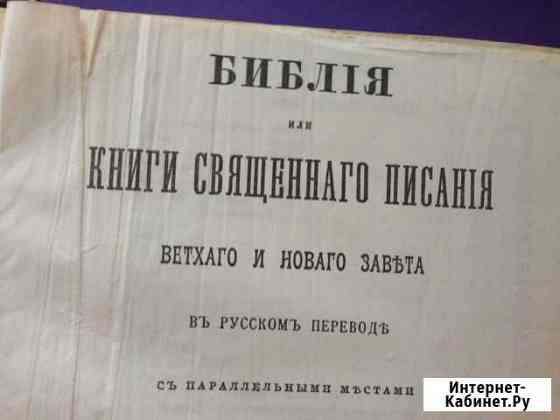 БИБЛІЯ
ИЛИ
КНИГИ СВЯЩЕННАГО ПИСАНІЯ
ВЕТХАГО И НОВАГО ЗАВѢТА
ВЪ РУССКОМЪ ПЕРЕВОДѢ
СЪ ПАРАЛЛЕЛЬНЫМИ МѢСТАМИ
Интернет-
Кабинет.Ру